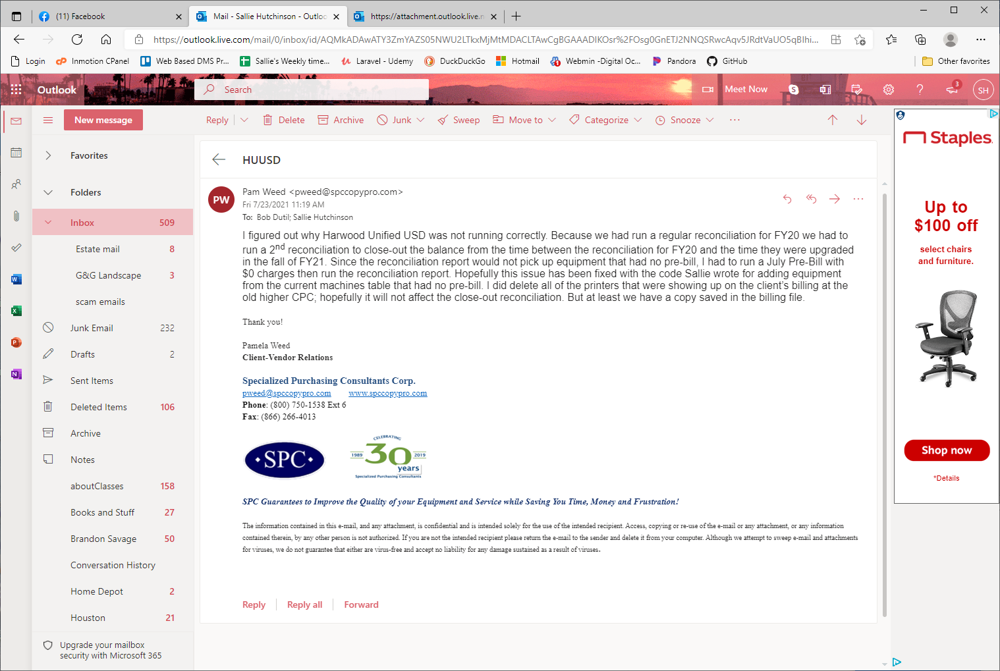 (11) Facebook
Mail - Sallie Hutchinson - Outloo
https://attachment.outlook.live.n
https://outlook.live.com/mail/0/inbox/id/AQMkADAwATY3ZmYAZS05NWU2LTkxMjMtMDACLTAwCgBGAAADIKOsr%2FOsg0GnETJ2NNQSRwcAqv5JRdtVaUO5qBIhi...
Login
Inmotion CPanel
Web Based DMS Pr...
Sallie's Weekly time...
Laravel - Udemy
DuckDuckGo
Hotmail
Webmin -Digital Oc...
Pandora
GitHub
Other favorites
Outlook
Search
Meet Now
3
SH
New message
Reply
Delete
Archive
Junk
Sweep
Move to
Categorize
Snooze
Favorites
Folders
Inbox 509
Estate mail 8
G&G Landscape 3
scam emails
Junk Email 232
Drafts 2
Sent Items
Deleted Items 106
Archive
Notes
aboutClasses 158
Books and Stuff 27
Brandon Savage 50
Conversation History
Home Depot 2
Houston 21
Upgrade your mailbox
security with Microsoft 365
HUUSD
PW
Pam Weed <pweed@spccopypro.com>
Fri 7/23/2021 11:19 AM
To: Bob Dutil; Sallie Hutchinson
I figured out why Harwood Unified USD was not running correctly. Because we had run a regular reconciliation for FY20 we had to
run a 2nd reconciliation to close-out the balance from the time between the reconciliation for FY20 and the time they were upgraded
in the fall of FY21. Since the reconciliation report would not pick up equipment that had no pre-bill, I had to run a July Pre-Bill with
$0 charges then run the reconciliation report. Hopefully this issue has been fixed with the code Sallie wrote for adding equipment
from the current machines table that had no pre-bill. I did delete all of the printers that were showing up on the client's billing at the
old higher CPC; hopefully it will not affect the close-out reconciliation. But at least we have a copy saved in the billing file.
Thank you!
Pamela Weed
Client-Vendor Relations
Specialized Purchasing Consultants Corp.
pweed@spccopypro.com www.spccopypro.com
Phone: (800) 750-1538 Ext 6
Fax: (866) 266-4013
SPC
CELEBRATING
1989 30 2019
years
Specialized Purchasing Consultants
SPC Guarantees to Improve the Quality of your Equipment and Service while Saving You Time, Money and Frustration!
The information contained in this e-mail, and any attachment, is confidential and is intended solely for the use of the intended recipient. Access, copying or re-use of the e-mail or any attachment, or any information
contained therein, by any other person is not authorized. If you are not the intended recipient please return the e-mail to the sender and delete it from your computer. Although we attempt to sweep e-mail and attachments
for viruses, we do not guarantee that either are virus-free and accept no liability for any damage sustained as a result of viruses.
Reply
Reply all
Forward
Staples.
Up to
$100 off
select chairs
and furniture.
Shop now
*Details